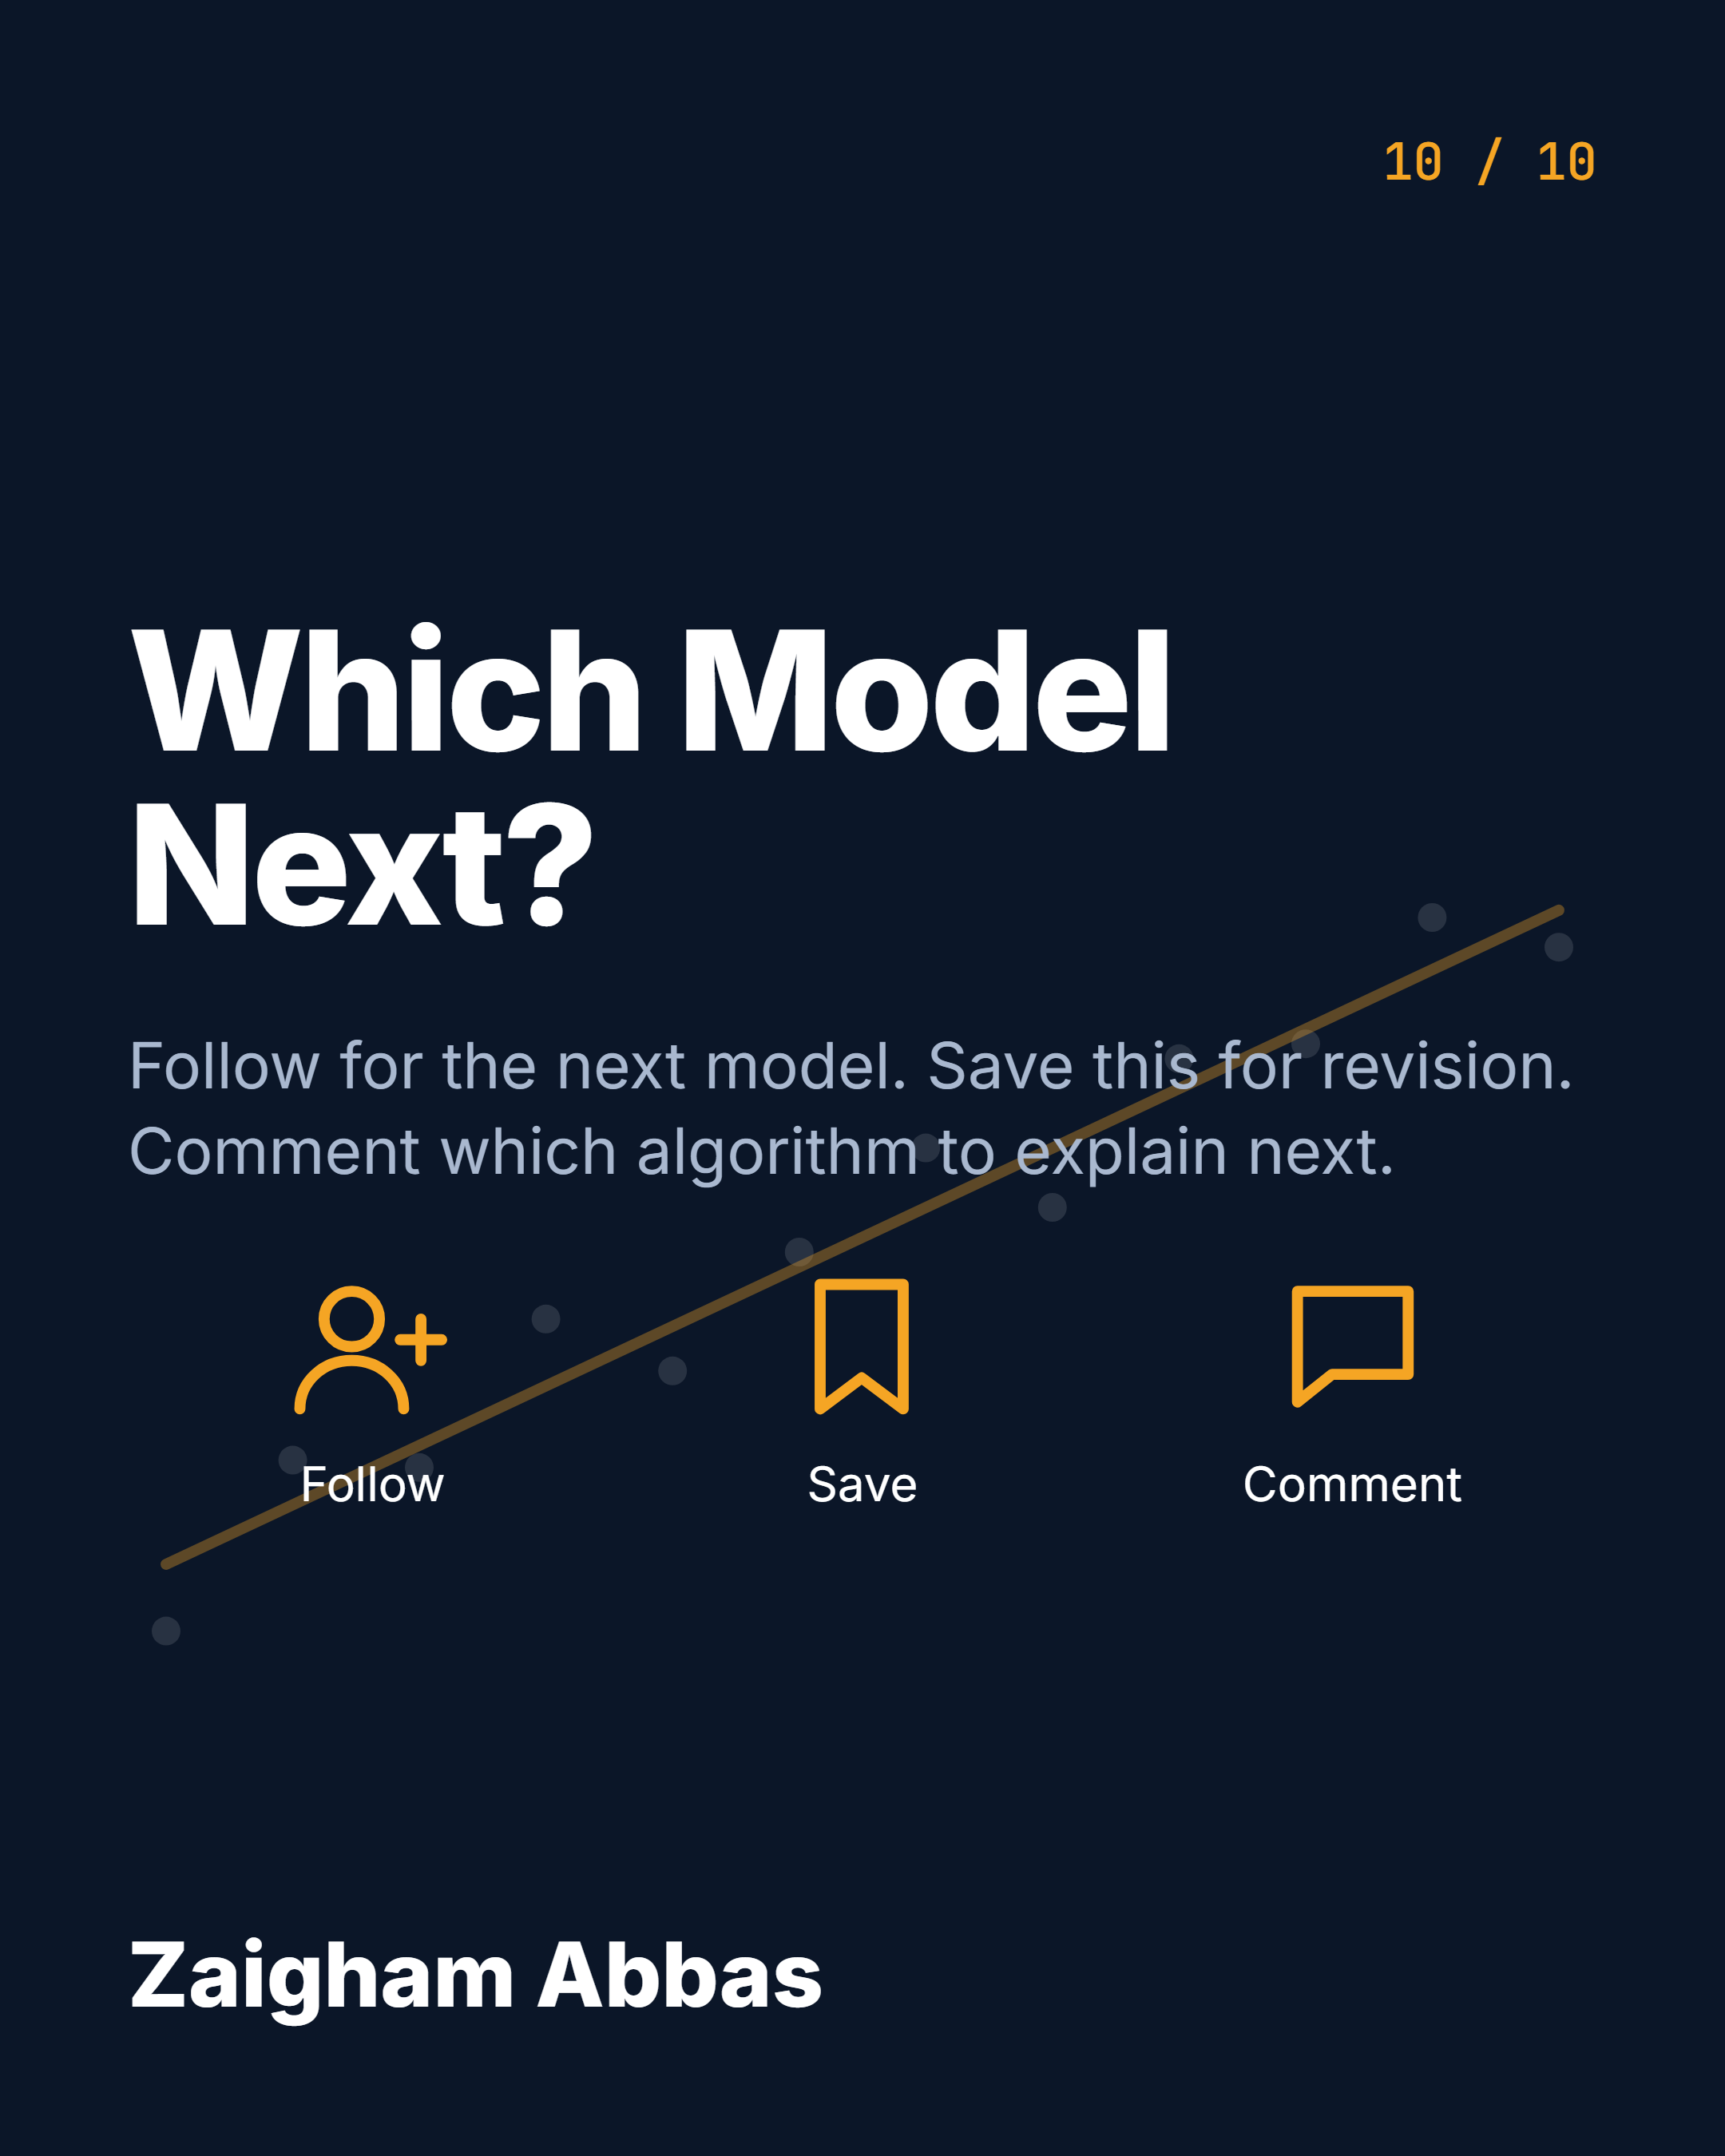 10 / 10
Which Model
Next?
Follow for the next model. Save this for revision.
Comment which algorithm to explain next.
Follow
Save
Comment
Zaigham Abbas